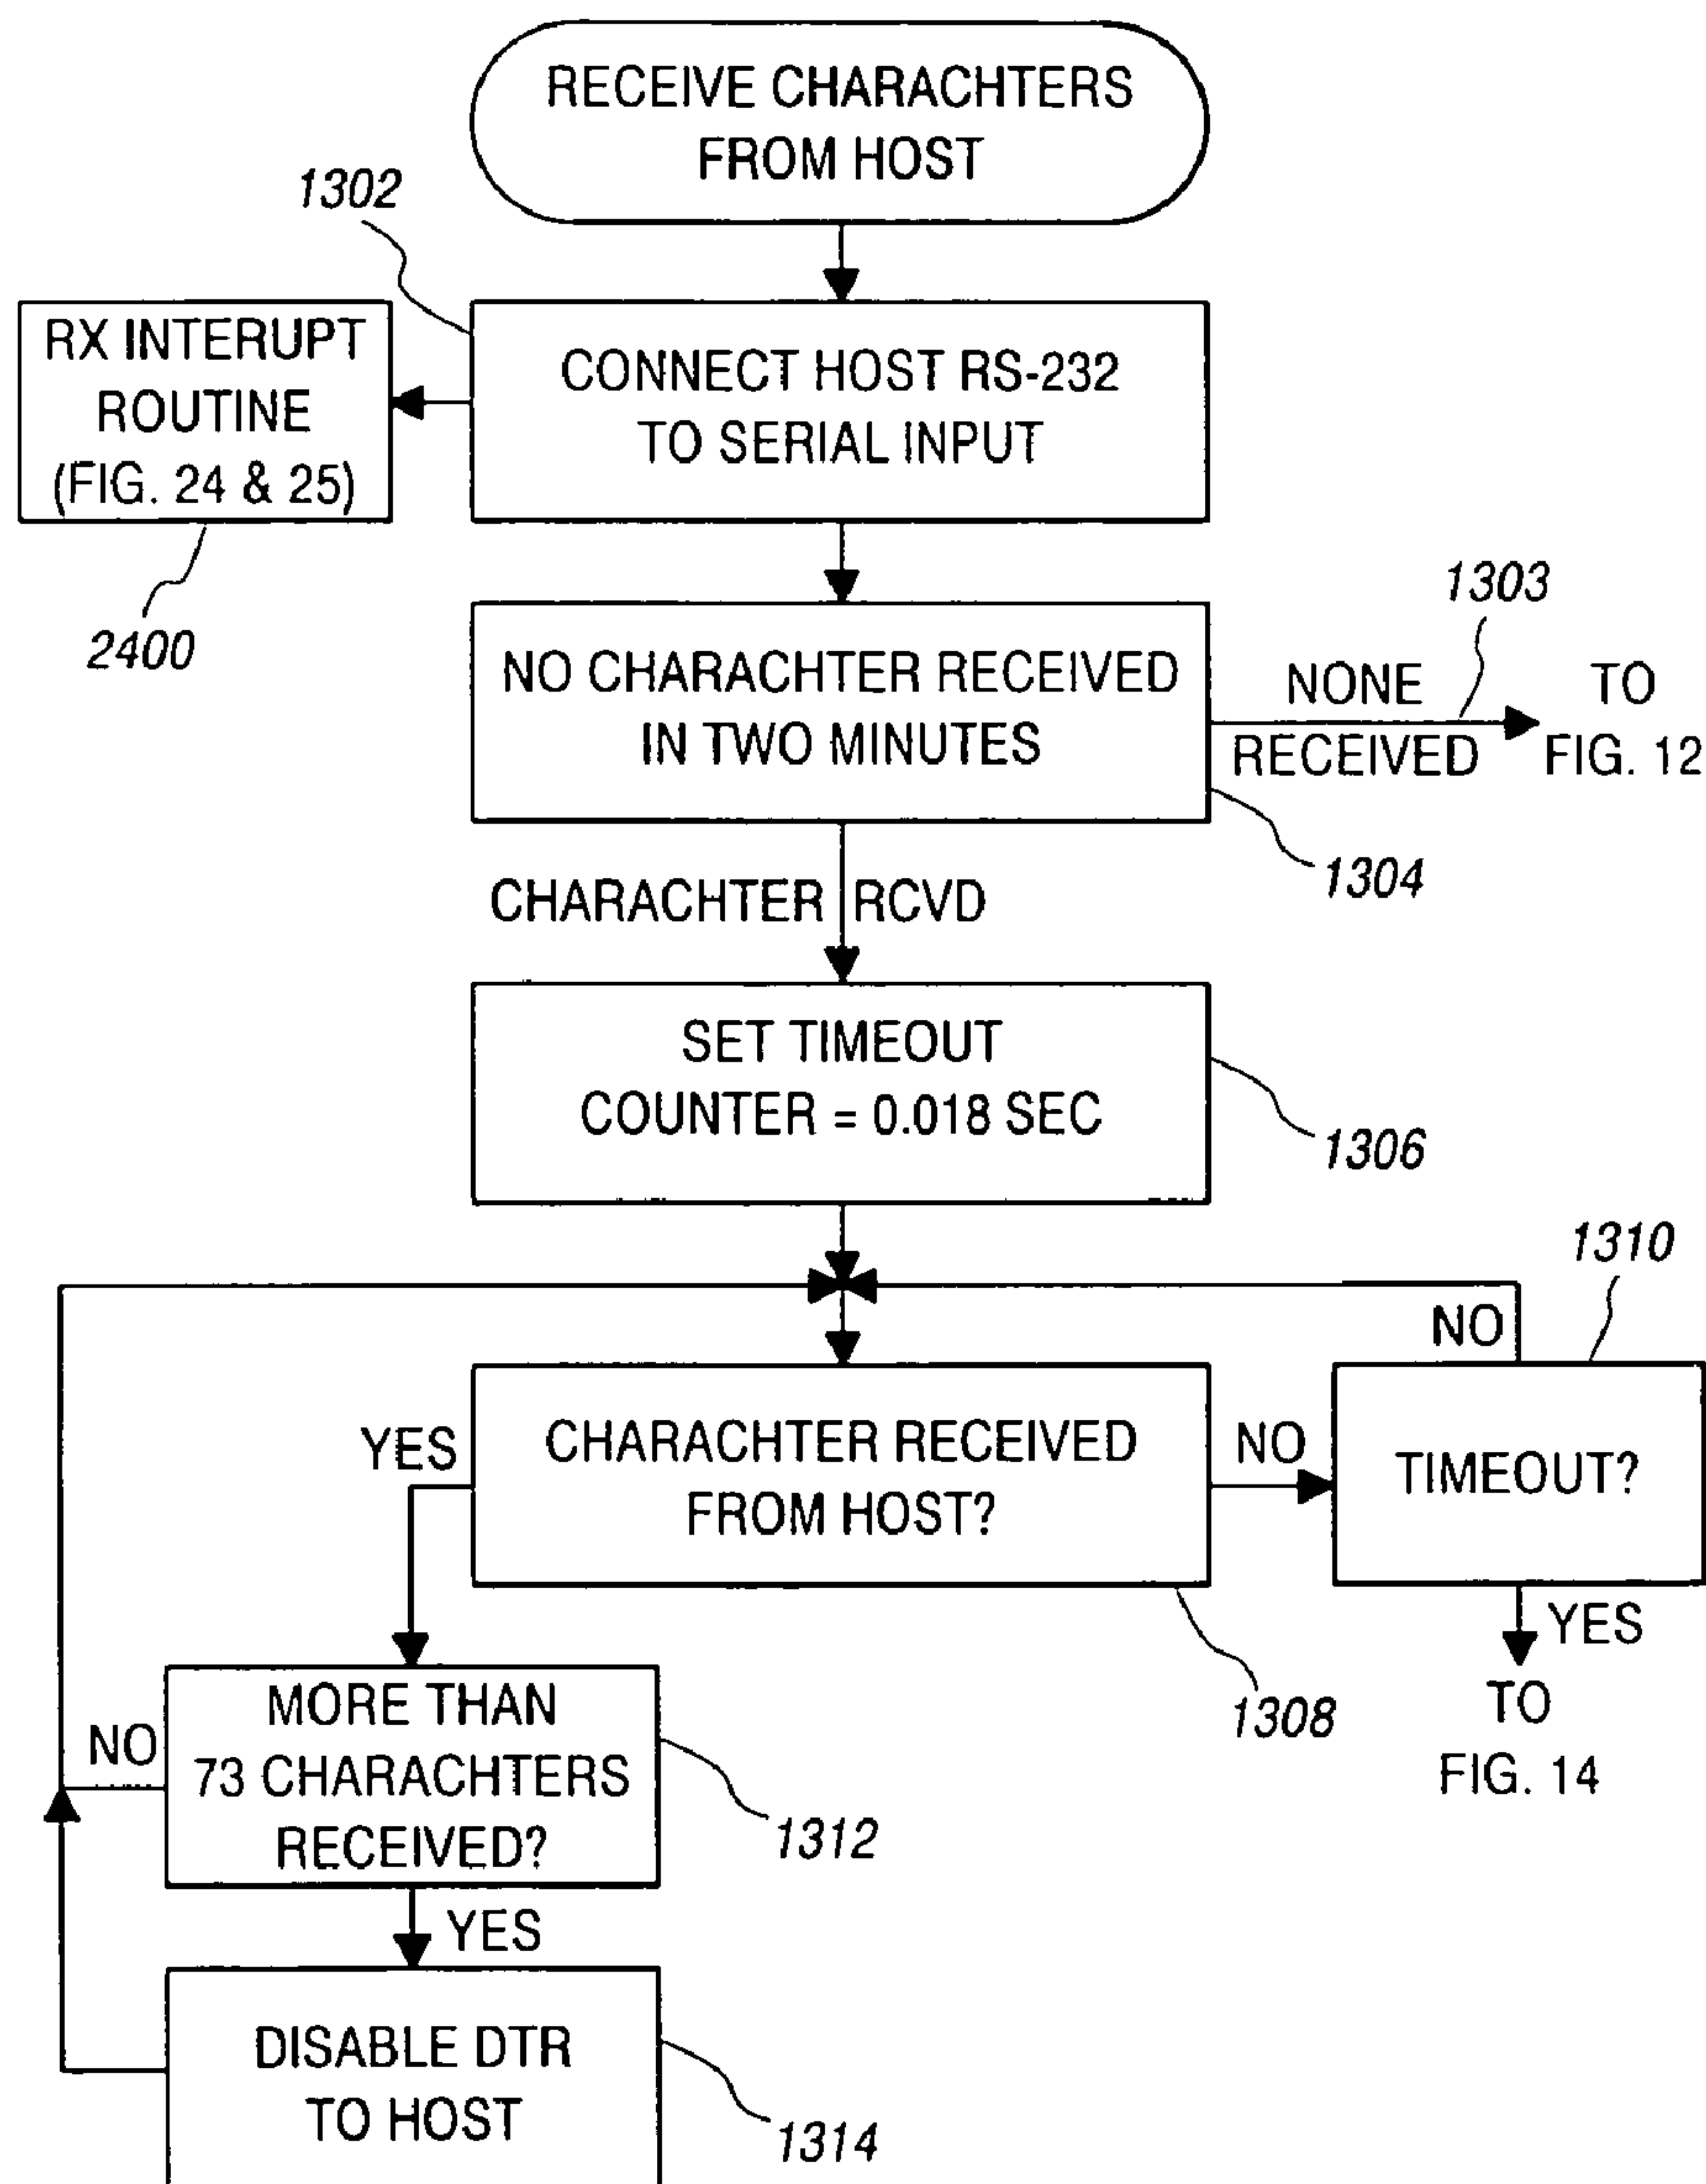 RECEIVE CHARACHTERS
FROM HOST
1302
RX INTERUPT
ROUTINE
(FIG. 24 & 25)
2400
CONNECT HOST RS-232
TO SERIAL INPUT
NO CHARACHTER RECEIVED
IN TWO MINUTES
1303
NONE
RECEIVED
TO
FIG. 12
1304
CHARACHTER RCVD
SET TIMEOUT
COUNTER = 0.018 SEC
1306
1310
NO
YES
CHARACHTER RECEIVED
FROM HOST?
NO
TIMEOUT?
YES
TO
FIG. 14
1308
NO
MORE THAN
73 CHARACHTERS
RECEIVED?
1312
YES
DISABLE DTR
TO HOST
1314